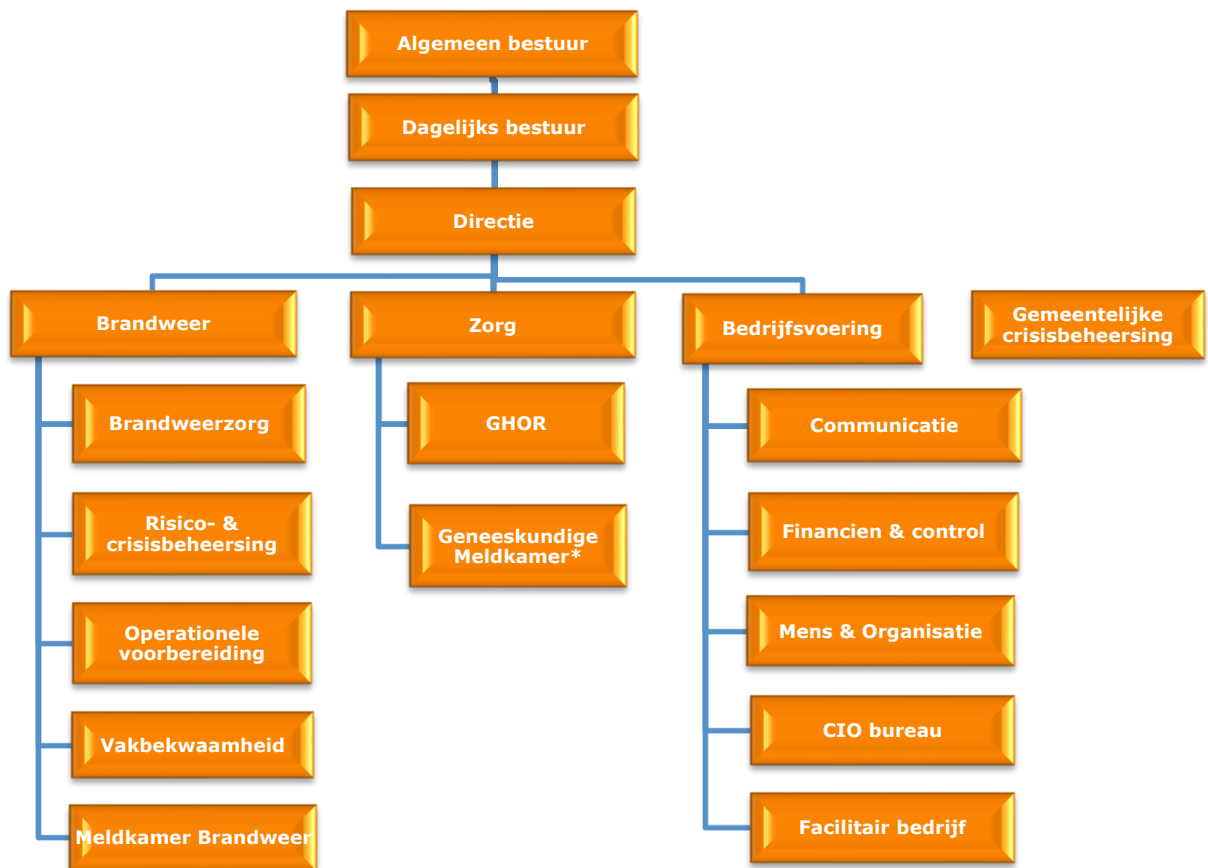 Algemeen bestuur
Dagelijks bestuur
Directie
Brandweer
Zorg
Bedrijfsvoering
Gemeentelijke
crisisbeheersing
Brandweerzorg
Risico- &
crisisbeheersing
Operationele
voorbereiding
Vakbekwaamheid
Meldkamer Brandweer
GHOR
Geneeskundige
Meldkamer*
Communicatie
Financien & control
Mens & Organisatie
CIO bureau
Facilitair bedrijf